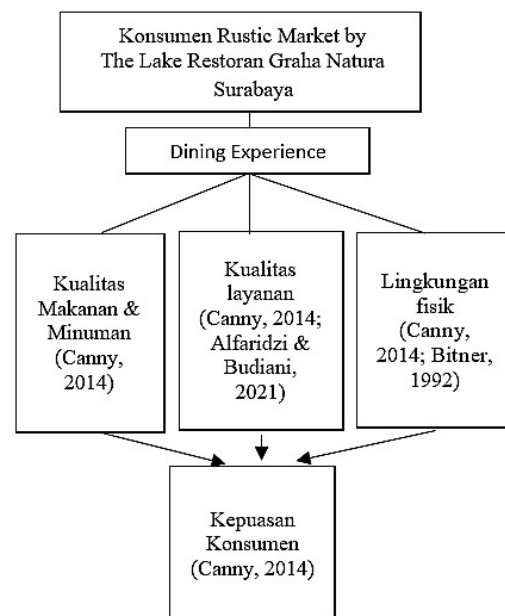 Konsumen Rustic Market by
The Lake Restoran Graha Natura
Surabaya
Dining Experience
Kualitas
Makanan &
Minuman
(Canny,
2014)
Kualitas
layanan
(Canny, 2014;
Alfaridzi &
Budiani,
2021)
Lingkungan
fisik
(Canny,
2014; Bitner,
1992)
Kepuasan
Konsumen
(Canny, 2014)